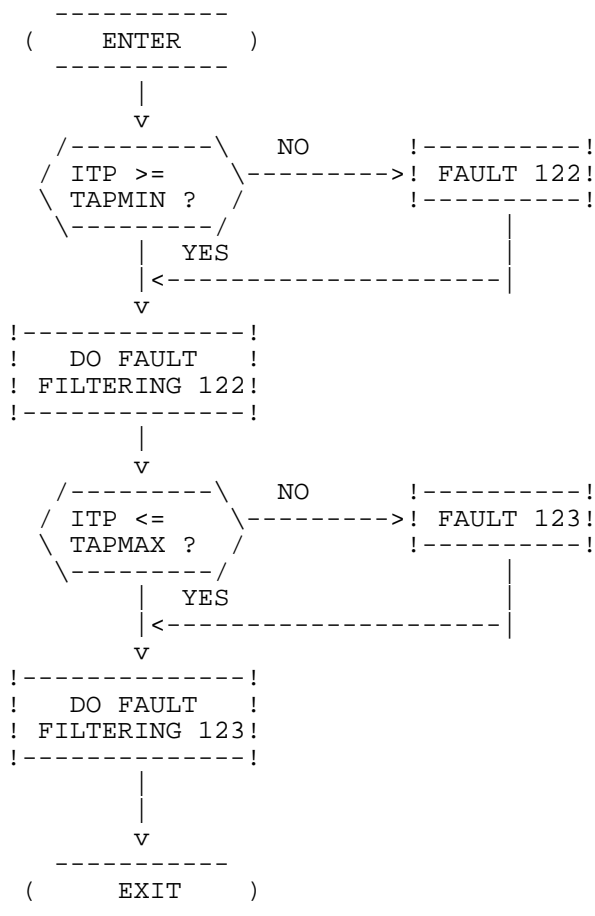 ENTER
NO
ITP >= FAULT 122
TAPMIN ?
YES
DO FAULT
FILTERING 122
NO
ITP <= FAULT 123
TAPMAX ?
YES
DO FAULT
FILTERING 123
EXIT